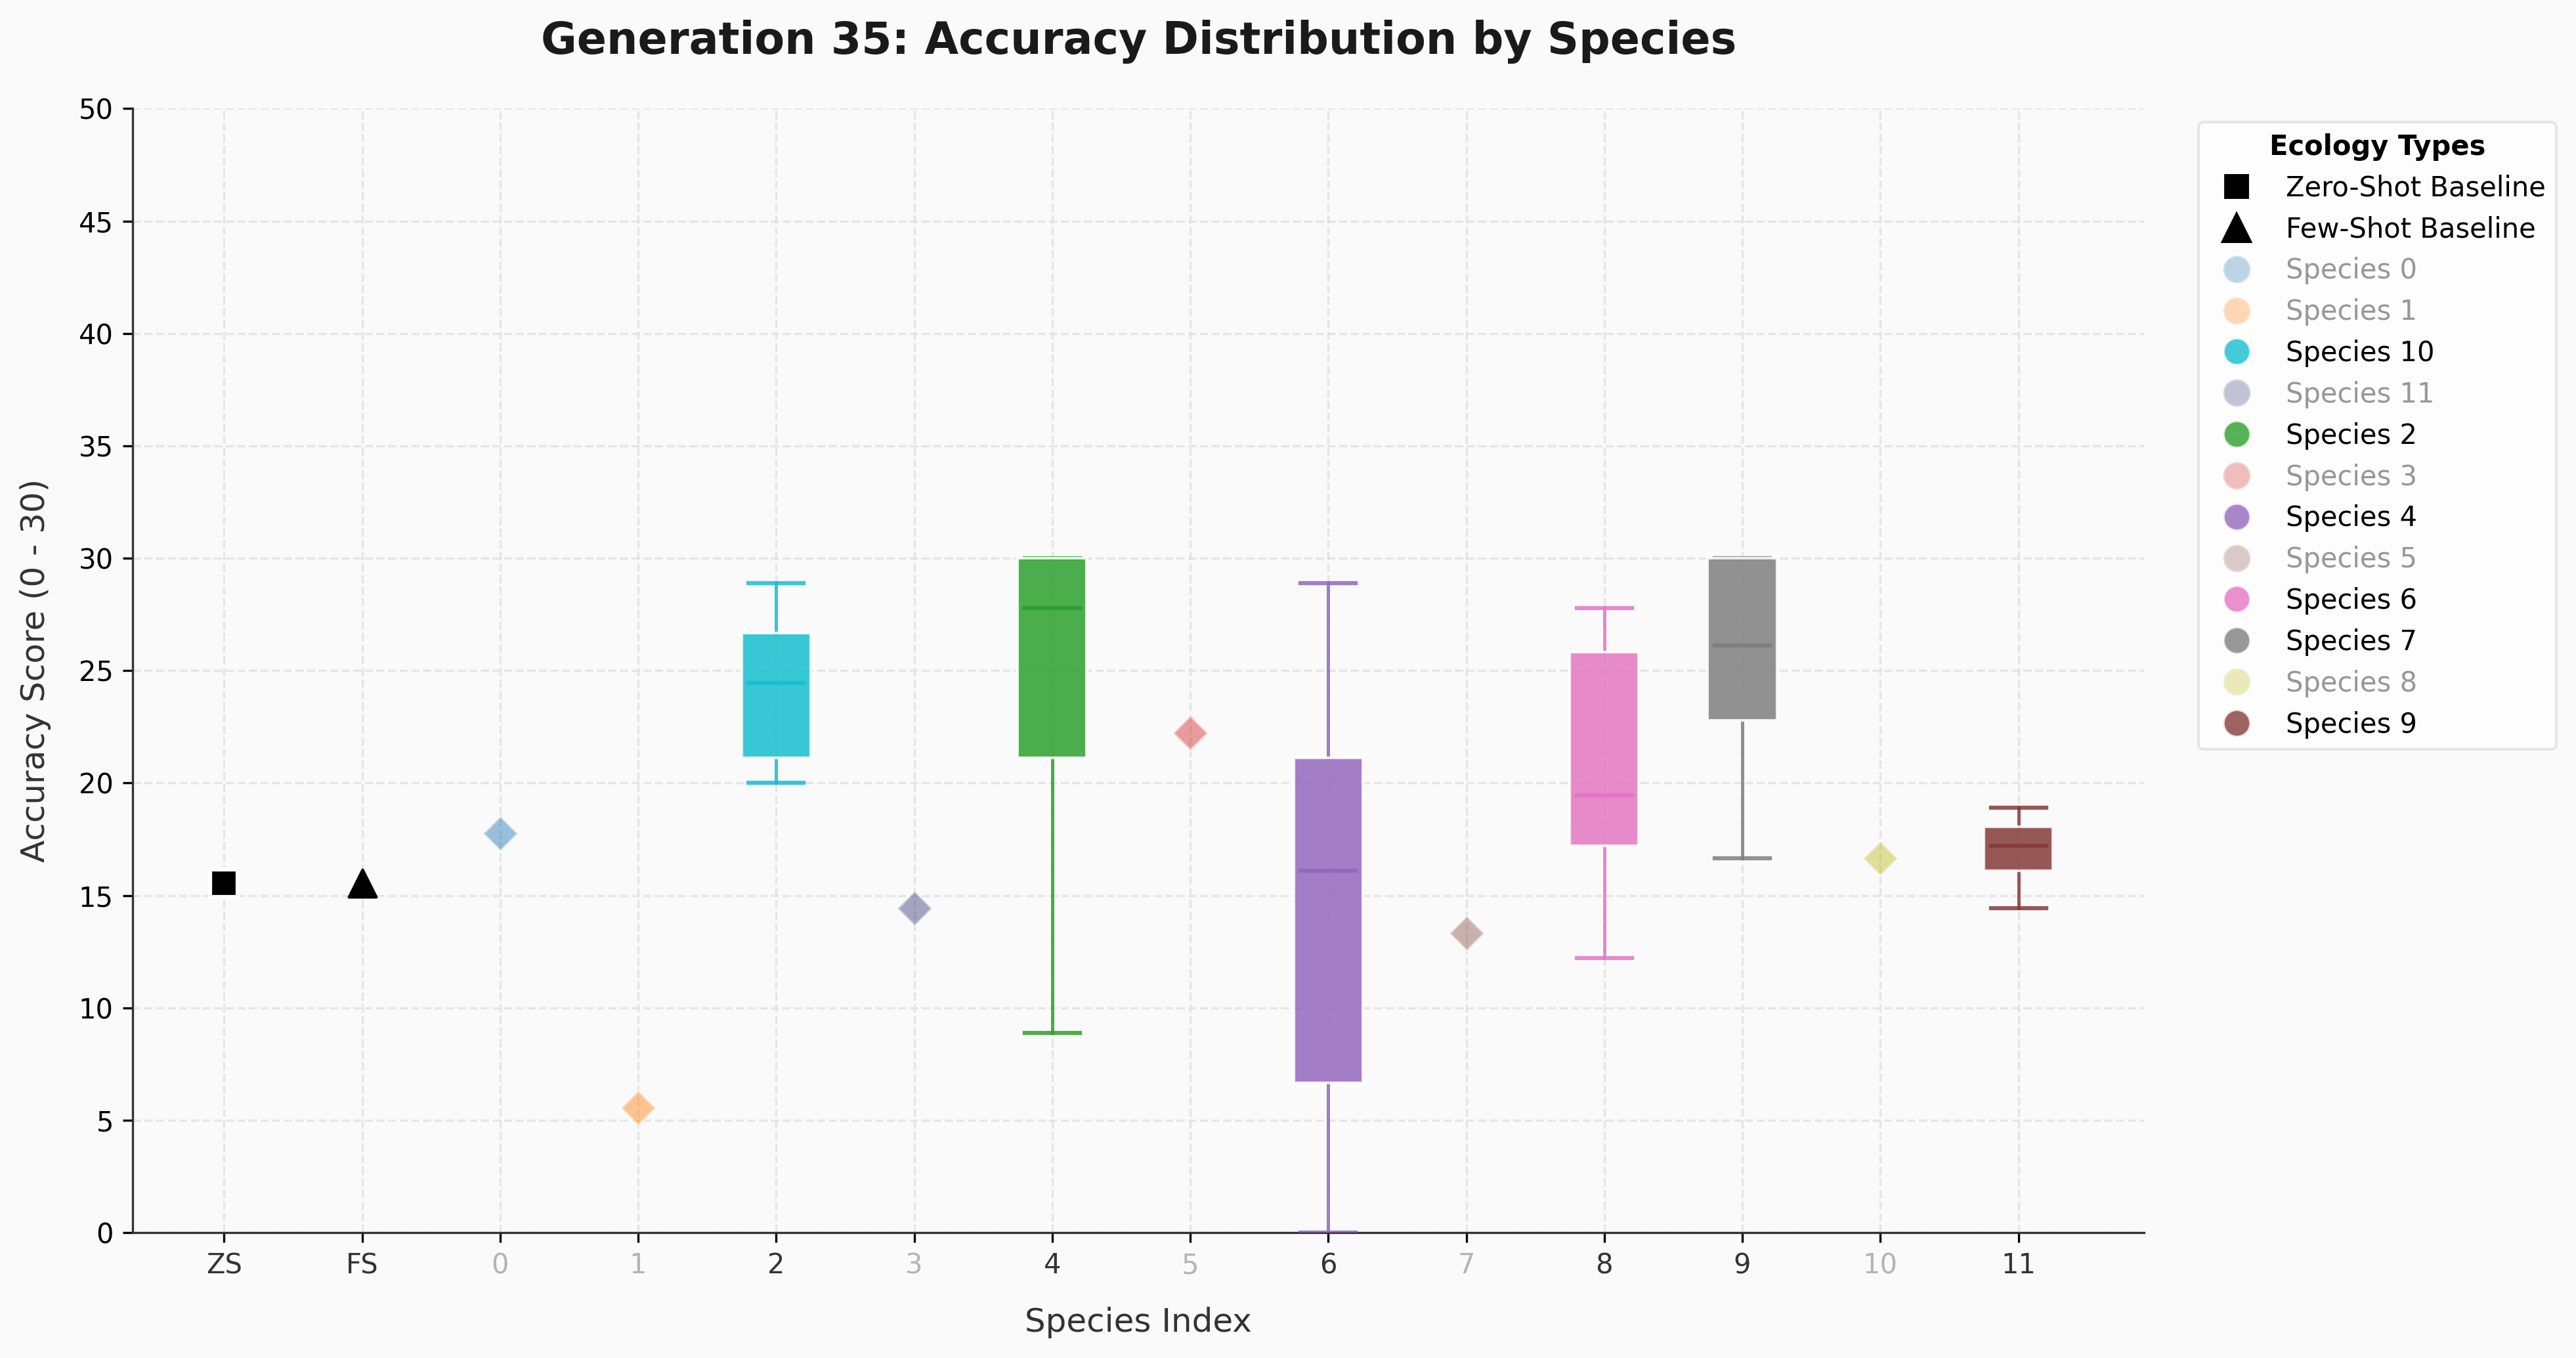 Generation 35: Accuracy Distribution by Species
Accuracy Score (0 - 30)
50
45
40
35
30
25
20
15
10
5
0
ZS
FS
0
1
2
3
4
5
6
7
8
9
10
11
Species Index
Ecology Types
Zero-Shot Baseline
Few-Shot Baseline
Species 0
Species 1
Species 10
Species 11
Species 2
Species 3
Species 4
Species 5
Species 6
Species 7
Species 8
Species 9